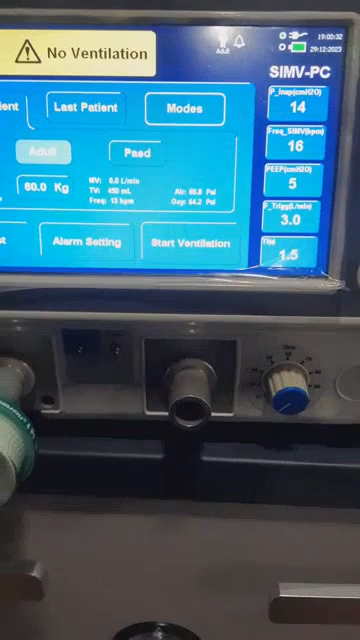 No Ventilation
Adult
19:00:32
29:12:2023
SIMV-PC
P_Insp(cmH2O)
14
Last Patient
Modes
Freq_SIMV(bpm)
16
Adult
Paed
PEEP(cmH2O)
5
60.0 Kg
MV: 6.0 L/min
TV: 450 mL
Freq: 13 bpm
Air: 60.8 Psi
Oxy: 64.2 Psi
F_Trigg(L/min)
3.0
Alarm Setting
Start Ventilation
1.5